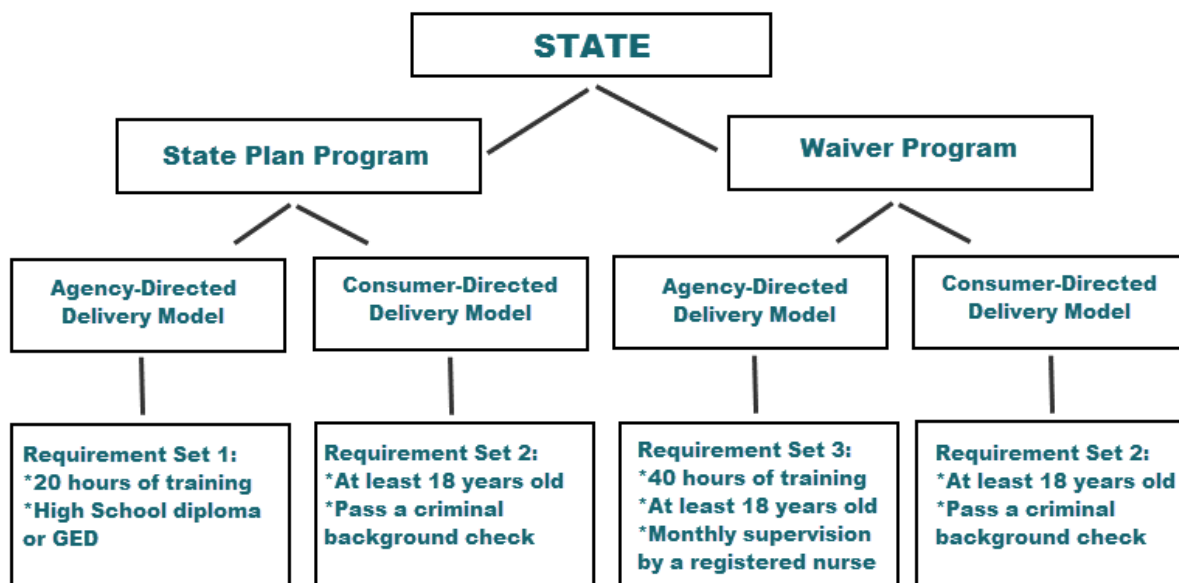 STATE
State Plan Program
Waiver Program
Agency-Directed
Delivery Model
Consumer-Directed
Delivery Model
Agency-Directed
Delivery Model
Consumer-Directed
Delivery Model
Requirement Set 1:
*20 hours of training
*High School diploma
or GED
Requirement Set 2:
*At least 18 years old
*Pass a criminal
background check
Requirement Set 3:
*40 hours of training
*At least 18 years old
*Monthly supervision
by a registered nurse
Requirement Set 2:
*At least 18 years old
*Pass a criminal
background check